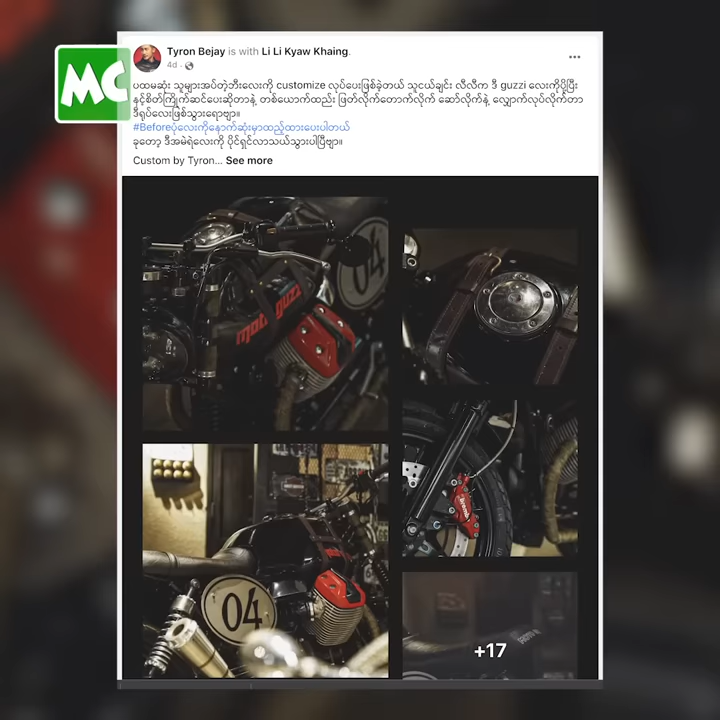 MC
Tyron Bejay is with Li Li Kyaw Khaing.
4d
ပထမဆုံး သူများအပ်တဲ့ဘီးလေးကို customize လုပ်ပေးဖြစ်ခဲ့တယ် သူငယ်ချင်း လီလီက ဒီ guzzi လေးကိုပို့ပြီး
နင့်စိတ်ကြိုက်ဆင်ပေးဆိုတာနဲ့ တစ်ယောက်ထည်း ဖြတ်လိုက်တောက်လိုက် ဆော်လိုက်နဲ့ လျှောက်လုပ်လိုက်တာ
ဒီရုပ်လေးဖြစ်သွားရောဗျာ။
#Beforeပုံလေးကိုနောက်ဆုံးမှာထည့်ထားပေးပါတယ်
ခုတော့ ဒီအမဲရဲလေးကို ပိုင်ရှင်လာသယ်သွားပါပြီဗျာ။
Custom by Tyron... See more
04
moto guzzi
brembo
04
+17